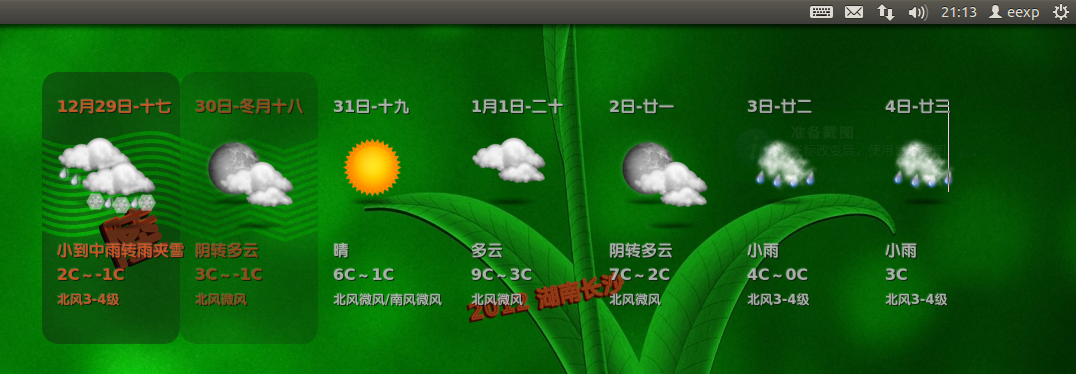 21:13 eexp
12月29日-十七
30日-冬月十八
31日-十九
1月1日-二十
2日-廿一
3日-廿二
4日-廿三
准备截图
小到中雨转雨夹雪
阴转多云
晴
多云
阴转多云
小雨
小雨
2C～-1C
3C～-1C
6C～1C
9C～3C
7C～2C
4C～0C
3C
北风3-4级
北风微风
北风微风/南风微风
北风微风
北风微风
北风3-4级
北风3-4级
2012 湖南长沙